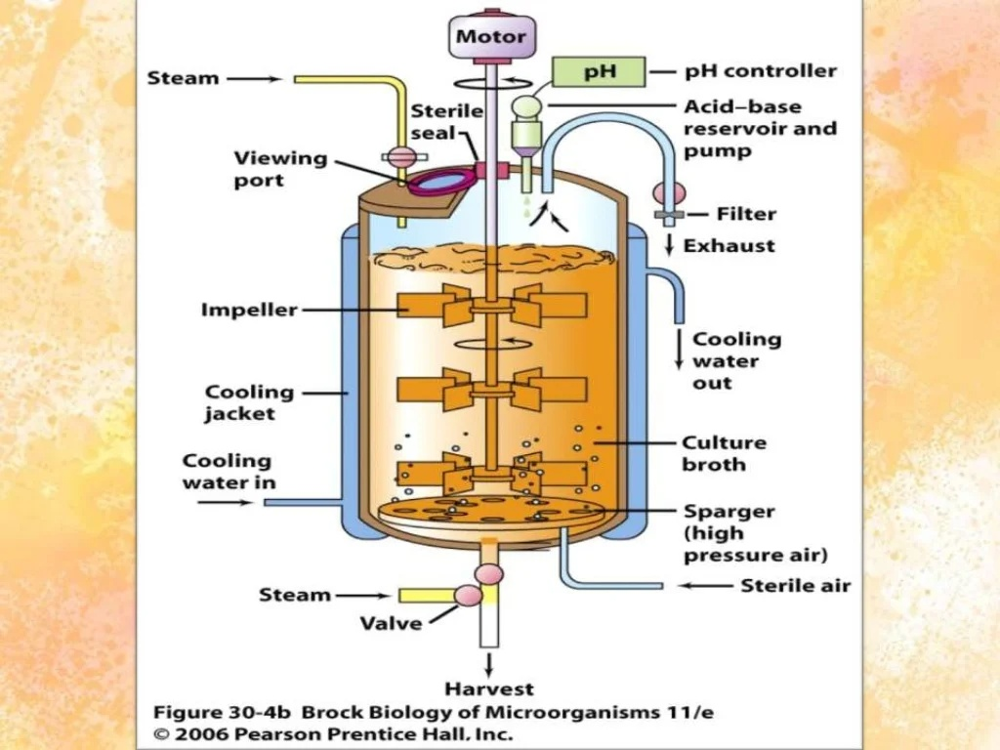 Motor
Steam
pH
pH controller
Sterile
seal
Acid–base
reservoir and
pump
Viewing
port
Filter
Exhaust
Impeller
Cooling
water
out
Cooling
jacket
Culture
broth
Cooling
water in
Sparger
(high
pressure air)
Sterile air
Steam
Valve
Harvest
Figure 30-4b Brock Biology of Microorganisms 11/e
© 2006 Pearson Prentice Hall, Inc.